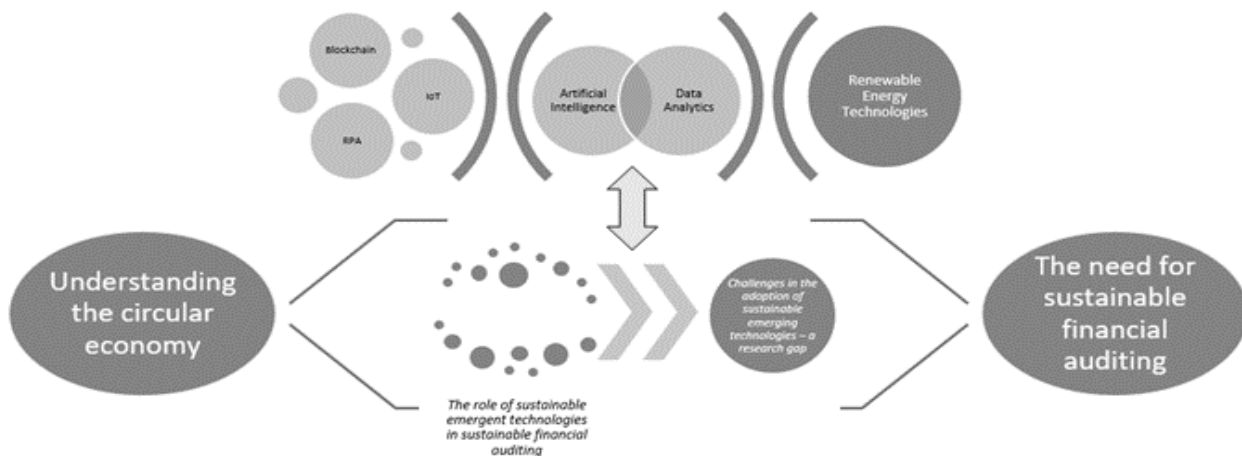 Blockchain
IoT
RPA
Artificial
Intelligence
Data
Analytics
Renewable
Energy
Technologies
Understanding
the circular
economy
Challenges in the
adoption of
sustainable
emerging
technologies – a
research gap
The role of sustainable
emergent technologies
in sustainable financial
auditing
The need for
sustainable
financial
auditing